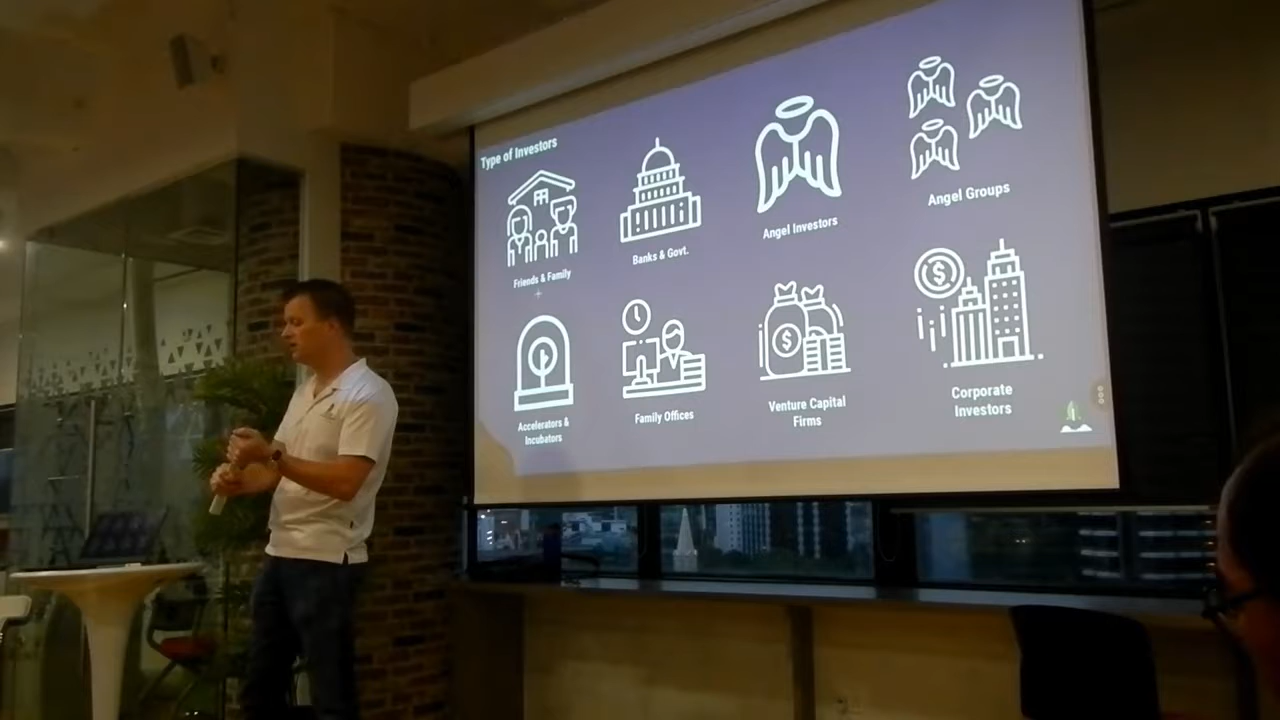 Type of Investors
Friends & Family
Banks & Govt.
Angel Investors
Angel Groups
Accelerators &
Incubators
Family Offices
Venture Capital
Firms
Corporate
Investors